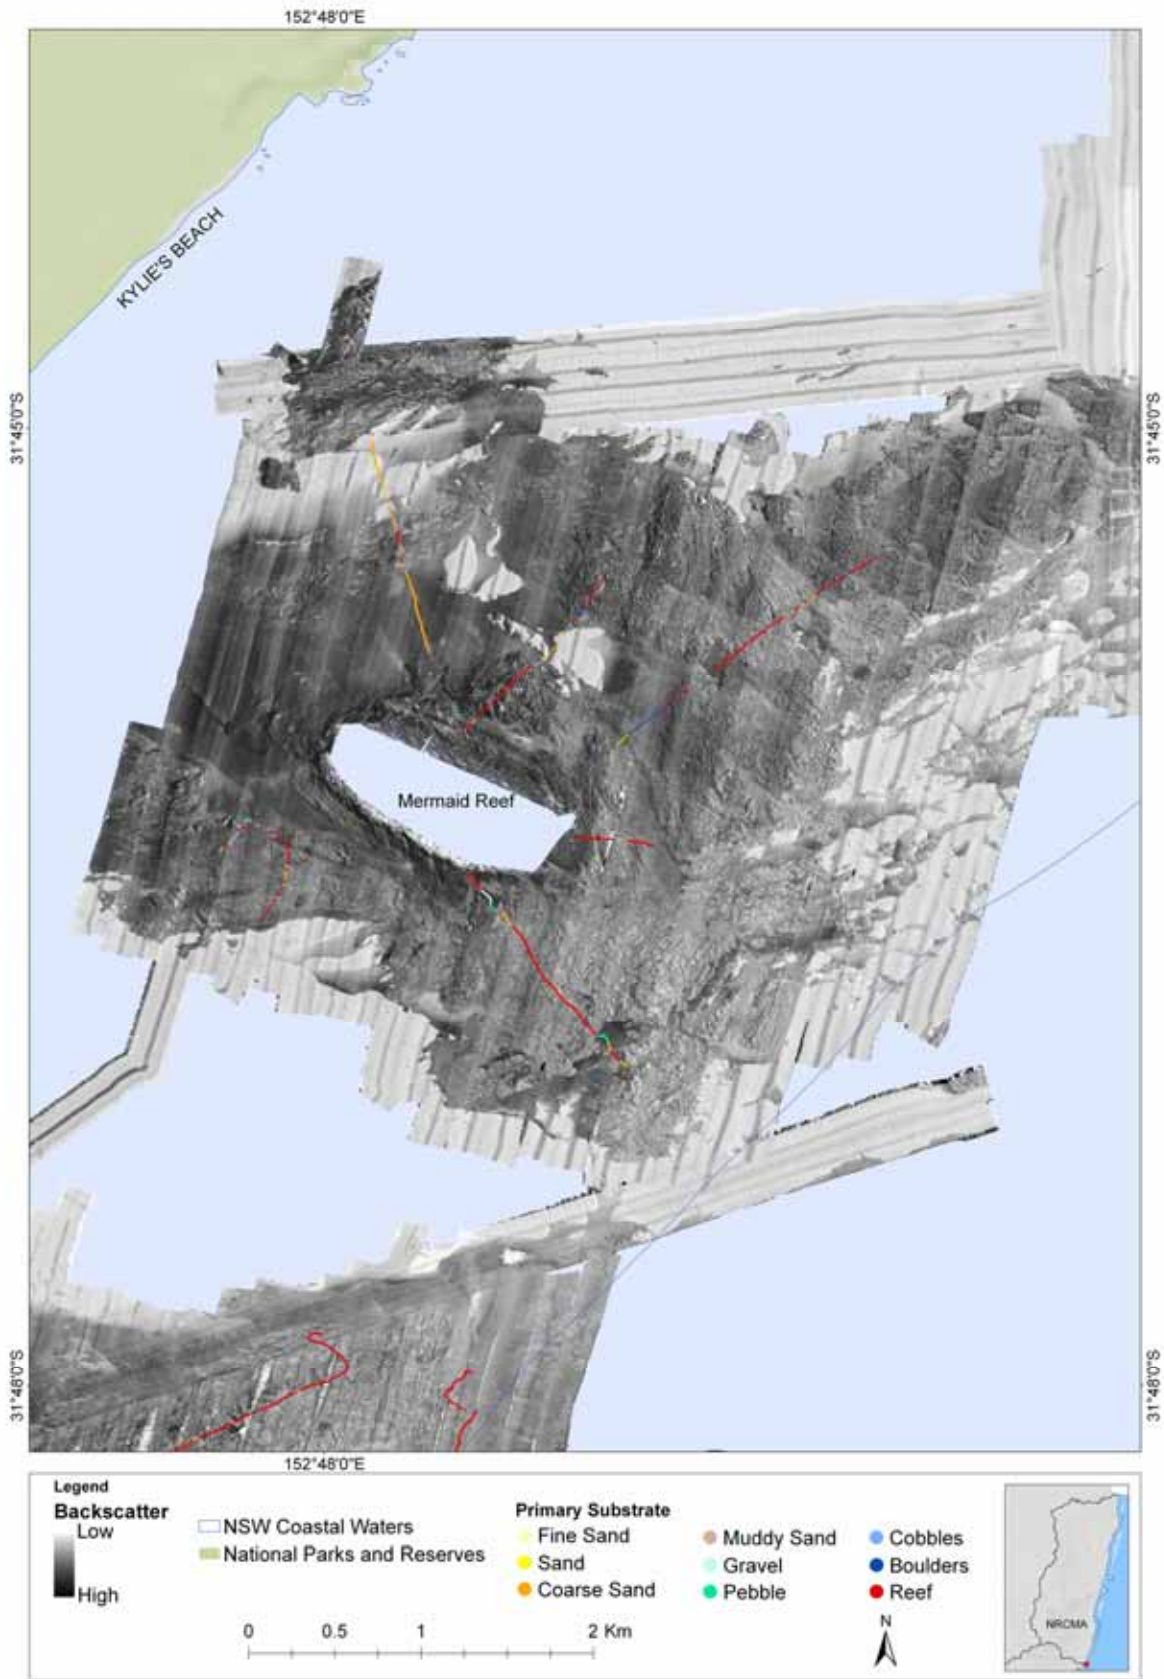 152°48'0"E
KYLIE'S BEACH
31°45'0"S
31°45'0"S
Mermaid Reef
31°48'0"S
31°48'0"S
152°48'0"E
Legend
Backscatter
Low
High
NSW Coastal Waters
National Parks and Reserves
Primary Substrate
Fine Sand
Sand
Coarse Sand
Muddy Sand
Gravel
Pebble
Cobbles
Boulders
Reef
0 0.5 1 2 Km
N
NRCMA